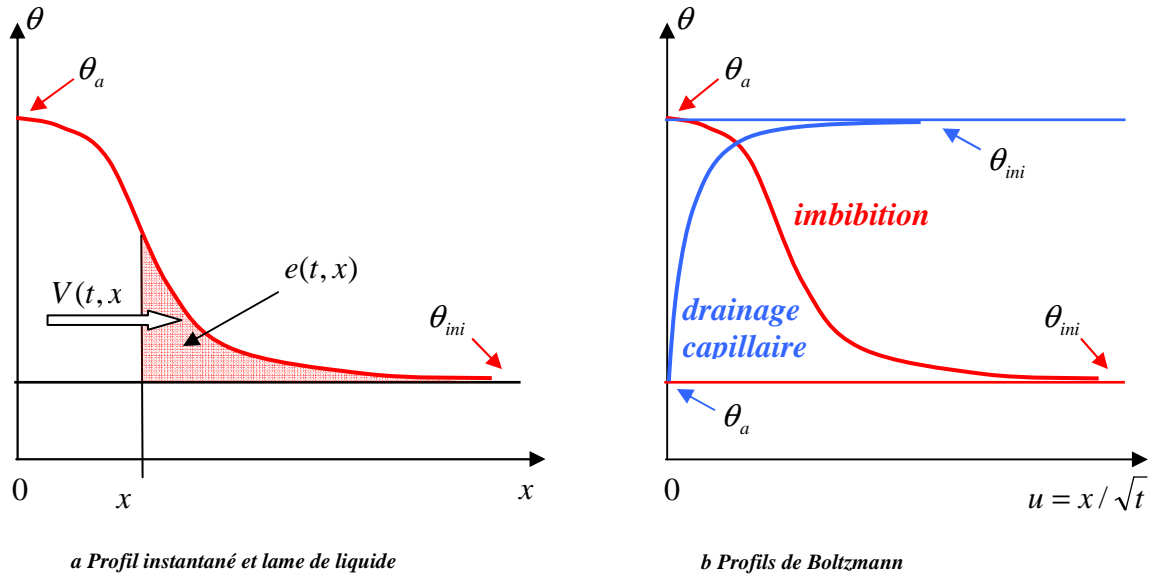 θ
θa
e(t, x)
V(t, x
θini
0
x
x
a Profil instantané et lame de liquide
θ
θa
θini
imbibition
drainage
capillaire
θini
θa
0
u = x / √t
b Profils de Boltzmann